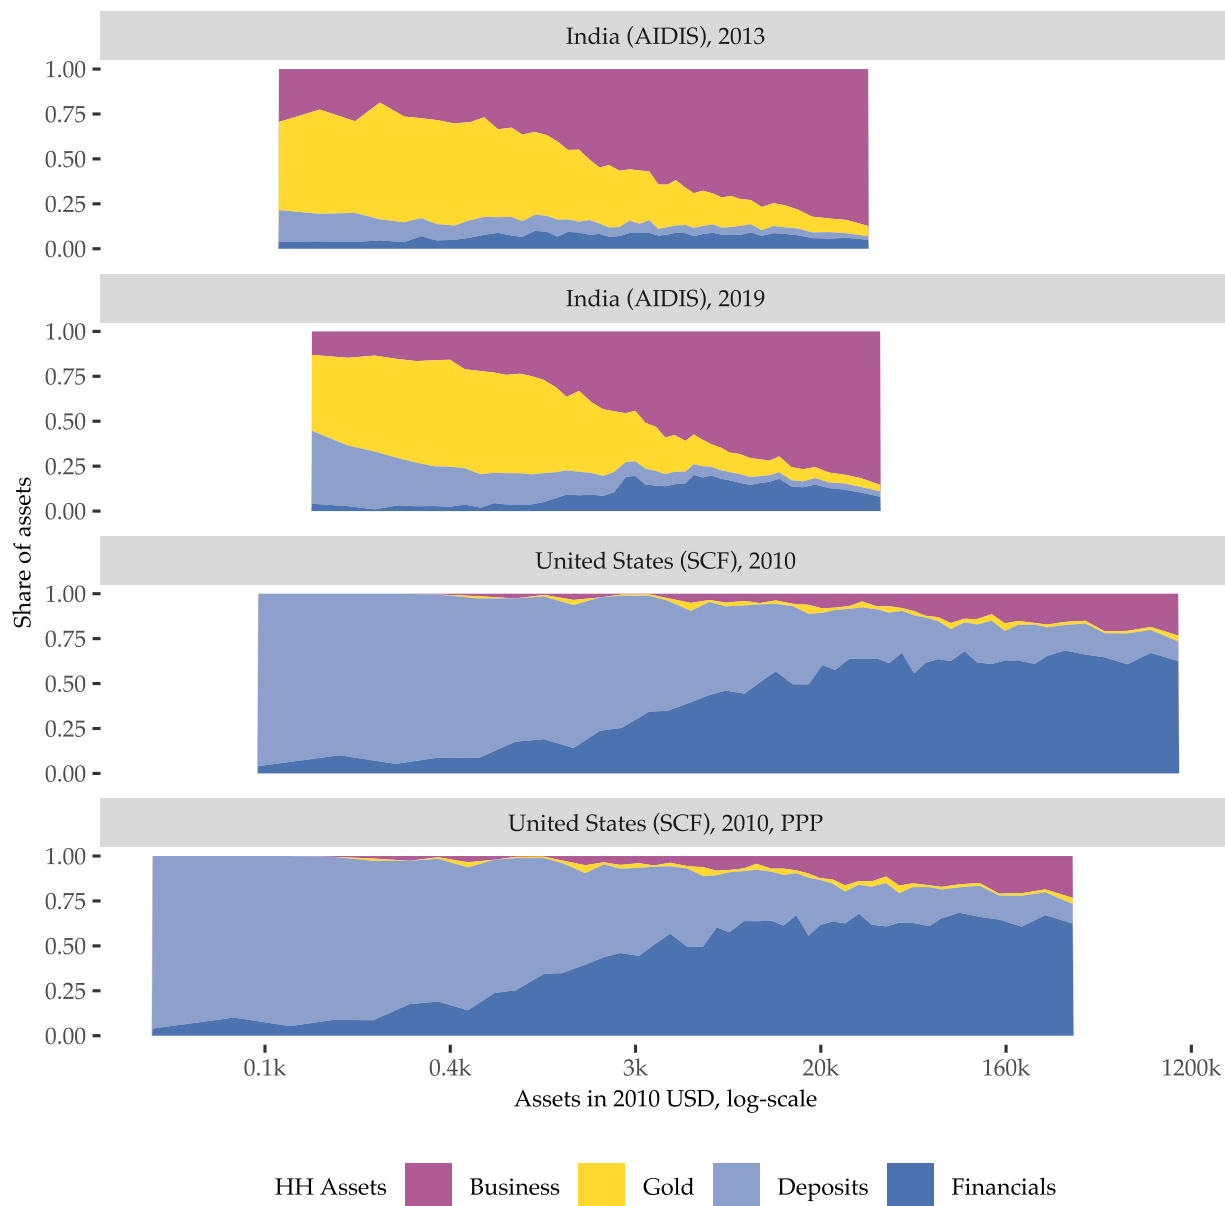 India (AIDIS), 2013
1.00
0.75
0.50
0.25
0.00
India (AIDIS), 2019
1.00
0.75
0.50
0.25
0.00
Share of assets
United States (SCF), 2010
1.00
0.75
0.50
0.25
0.00
United States (SCF), 2010, PPP
1.00
0.75
0.50
0.25
0.00
0.1k 0.4k 3k 20k 160k 1200k
Assets in 2010 USD, log-scale
HH Assets Business Gold Deposits Financials